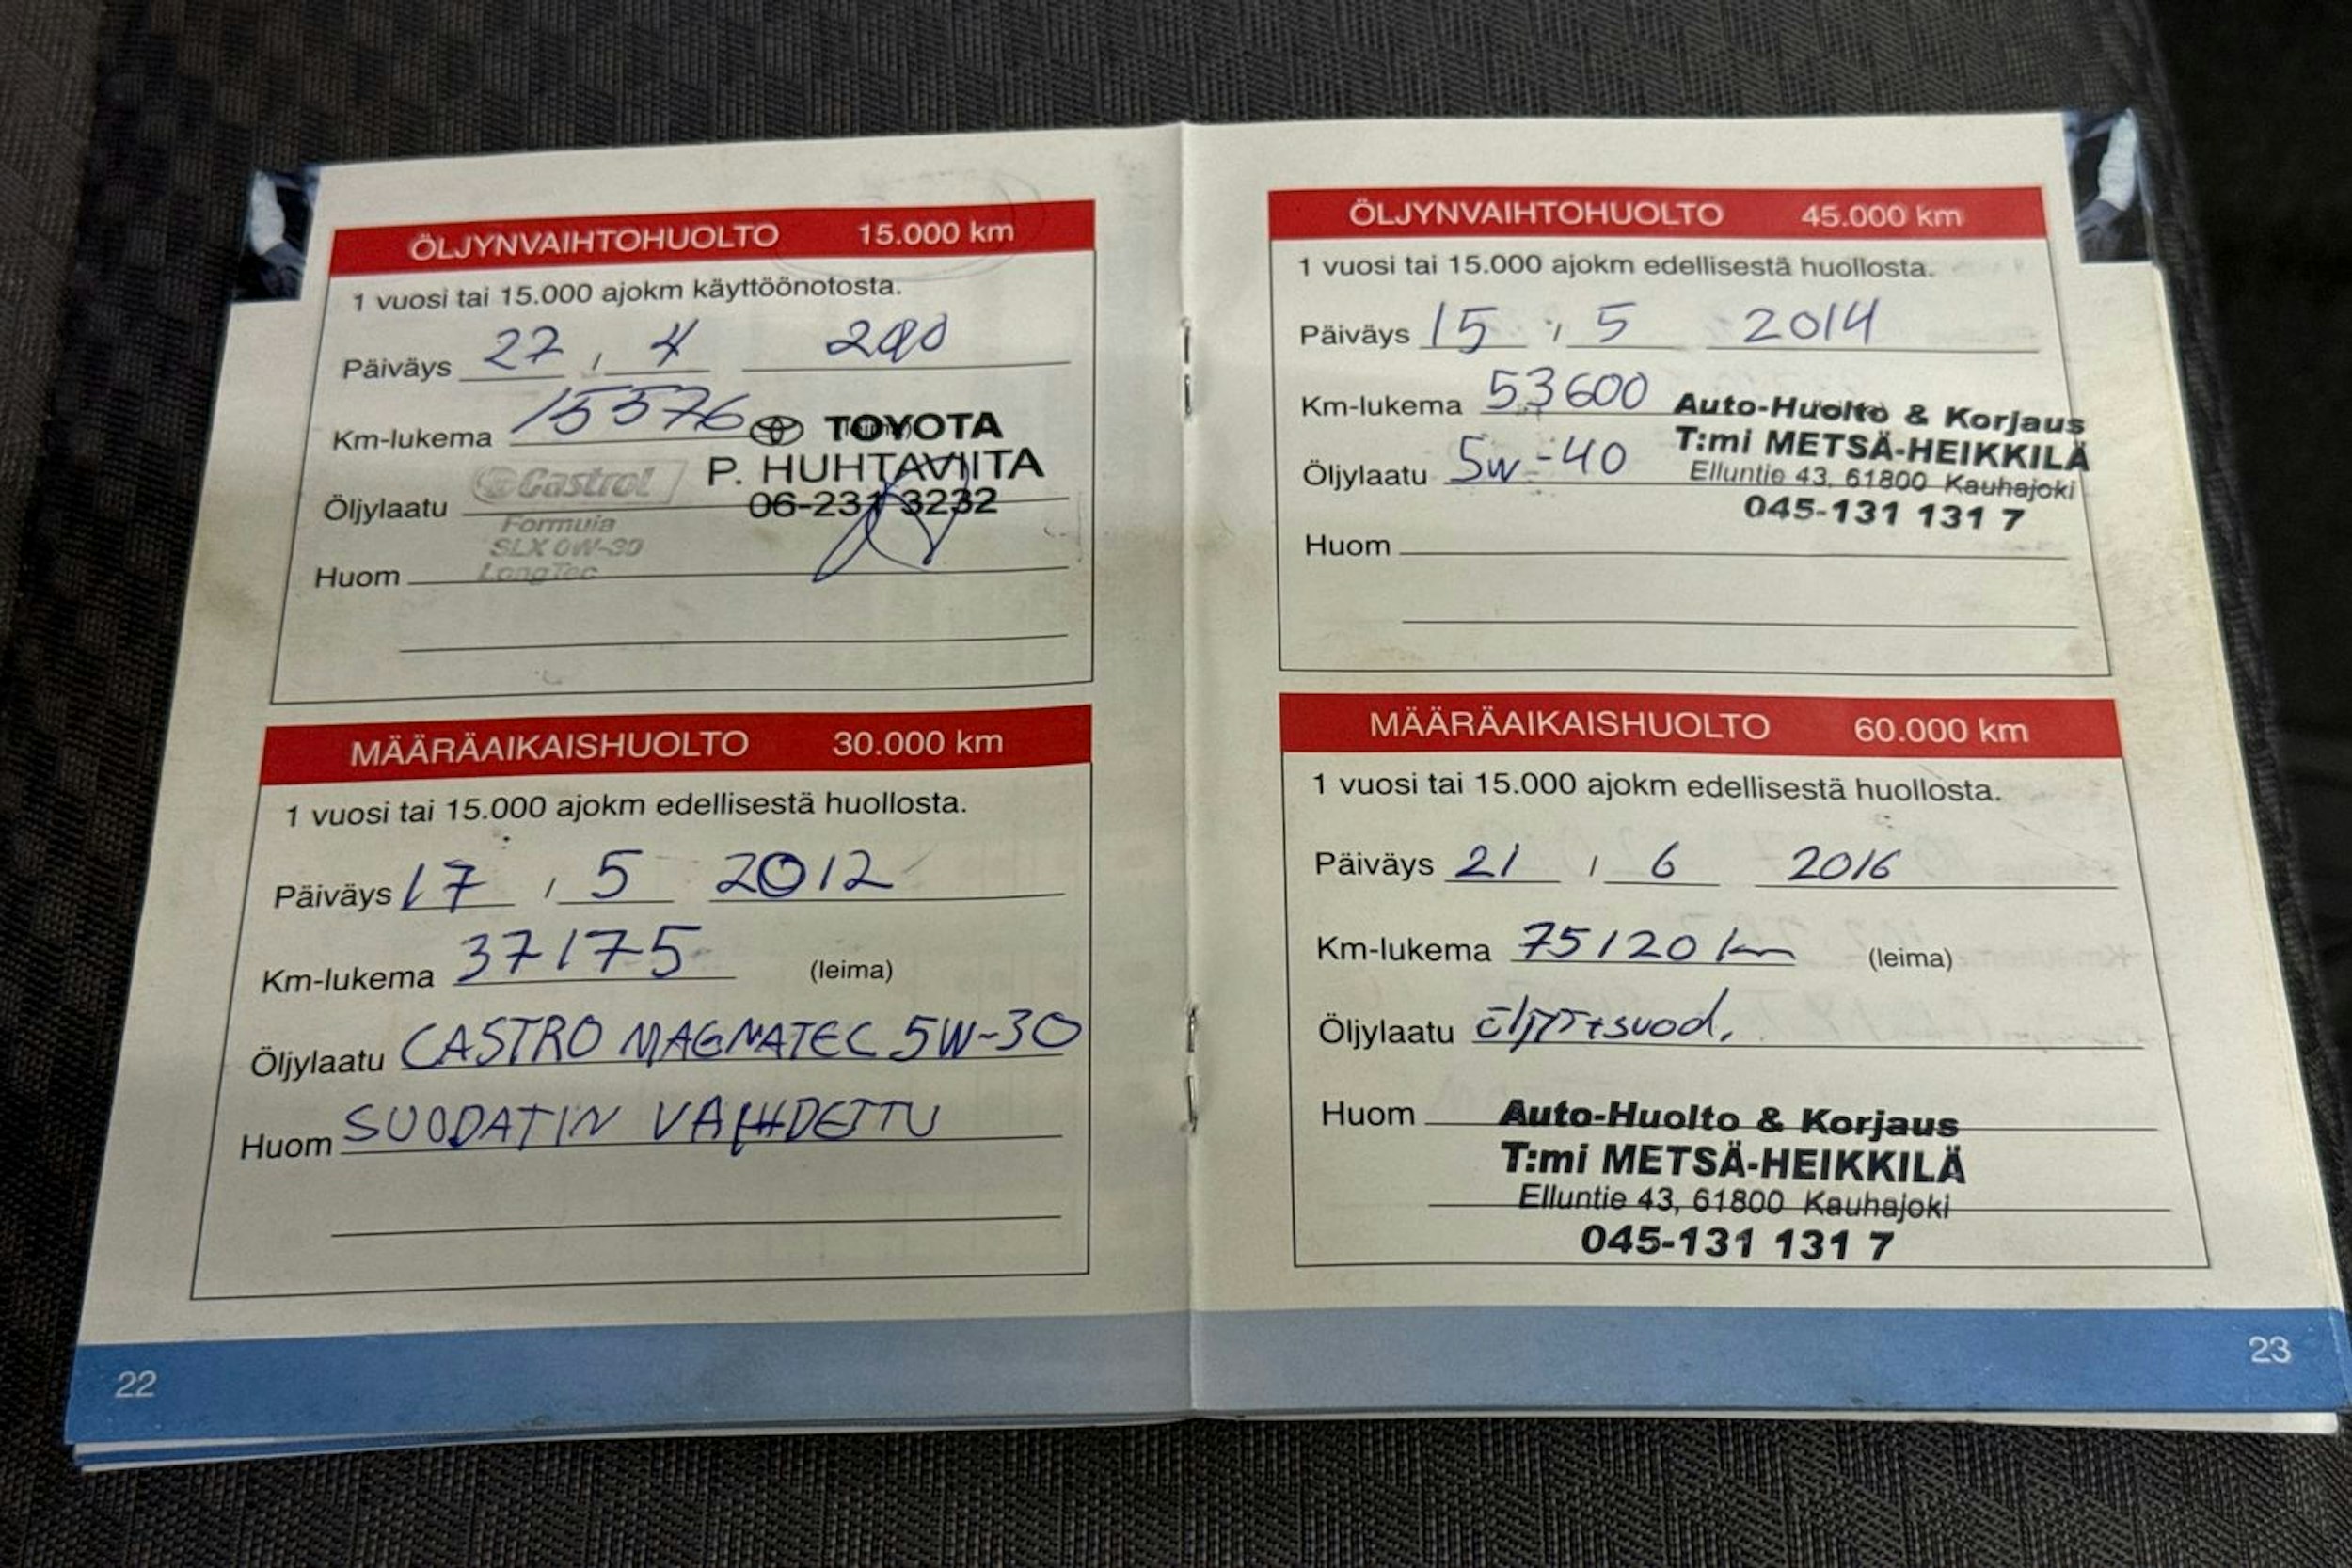 ÖLJYNVAIHTOHUOLTO 15.000 km
1 vuosi tai 15.000 ajokm käyttöönotosta.
Päiväys 27 / 4
Km-lukema 15576
TOYOTA
P. HUHTAVIITA
06-231 3232
Öljylaatu Castrol
Formula
SLX 0W-30
LongTec
Huom
MÄÄRÄAIKAISHUOLTO 30.000 km
1 vuosi tai 15.000 ajokm edellisestä huollosta.
Päiväys 17 / 5 2012
Km-lukema 37175 (leima)
Öljylaatu CASTRO MAGNATEC 5W-30
Huom SUODATIN VAIHDETTU
22
ÖLJYNVAIHTOHUOLTO 45.000 km
1 vuosi tai 15.000 ajokm edellisestä huollosta.
Päiväys 15 / 5 2014
Km-lukema 53600
Öljylaatu 5W-40
Auto-Huolto & Korjaus
T:mi METSÄ-HEIKKILÄ
Elluntie 43, 61800 Kauhajoki
045-131 131 7
Huom
MÄÄRÄAIKAISHUOLTO 60.000 km
1 vuosi tai 15.000 ajokm edellisestä huollosta.
Päiväys 21 / 6 2016
Km-lukema 75120 km (leima)
Öljylaatu öljyt+suod.
Huom
Auto-Huolto & Korjaus
T:mi METSÄ-HEIKKILÄ
Elluntie 43, 61800 Kauhajoki
045-131 131 7
23